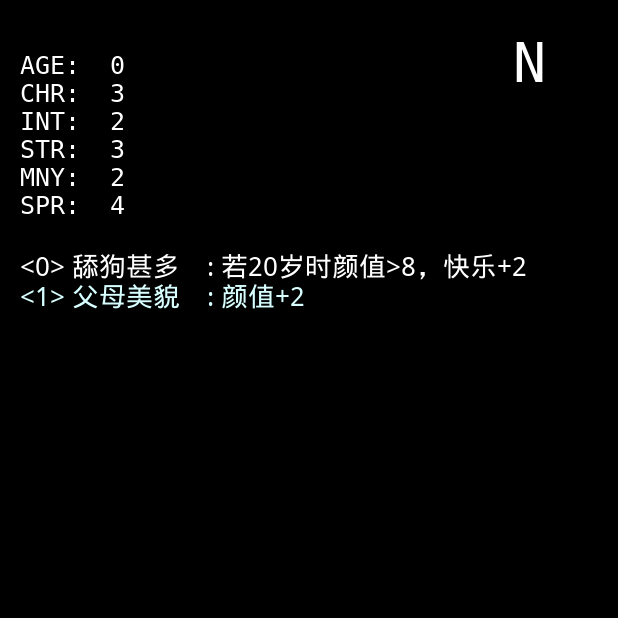 N
AGE: 0
CHR: 3
INT: 2
STR: 3
MNY: 2
SPR: 4
<0> 舔狗甚多 :若20岁时颜值>8，快乐+2
<1> 父母美貌 :颜值+2